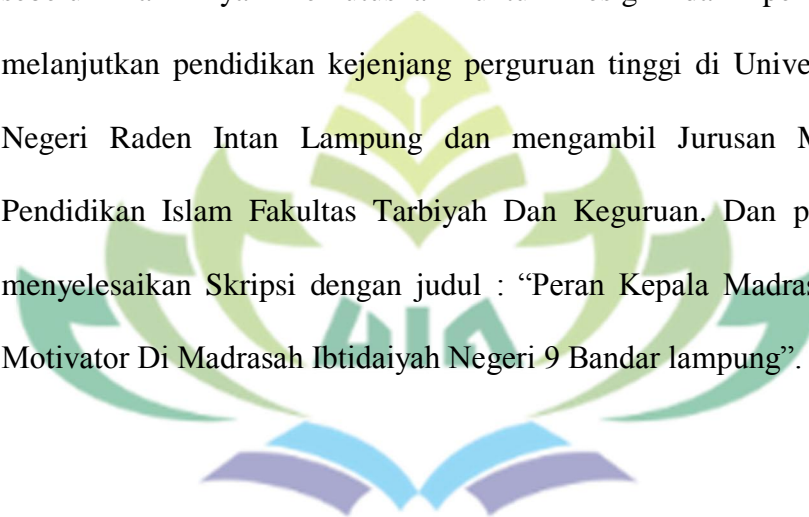 melanjutkan pendidikan kejenjang perguruan tinggi di
Negeri Raden Intan Lampung dan mengambil Jurusan
Pendidikan Islam Fakultas Tarbiyah Dan Keguruan. Dan
menyelesaikan Skripsi dengan judul : “Peran Kepala
Motivator Di Madrasah Ibtidaiyah Negeri 9 Bandar lampung”.